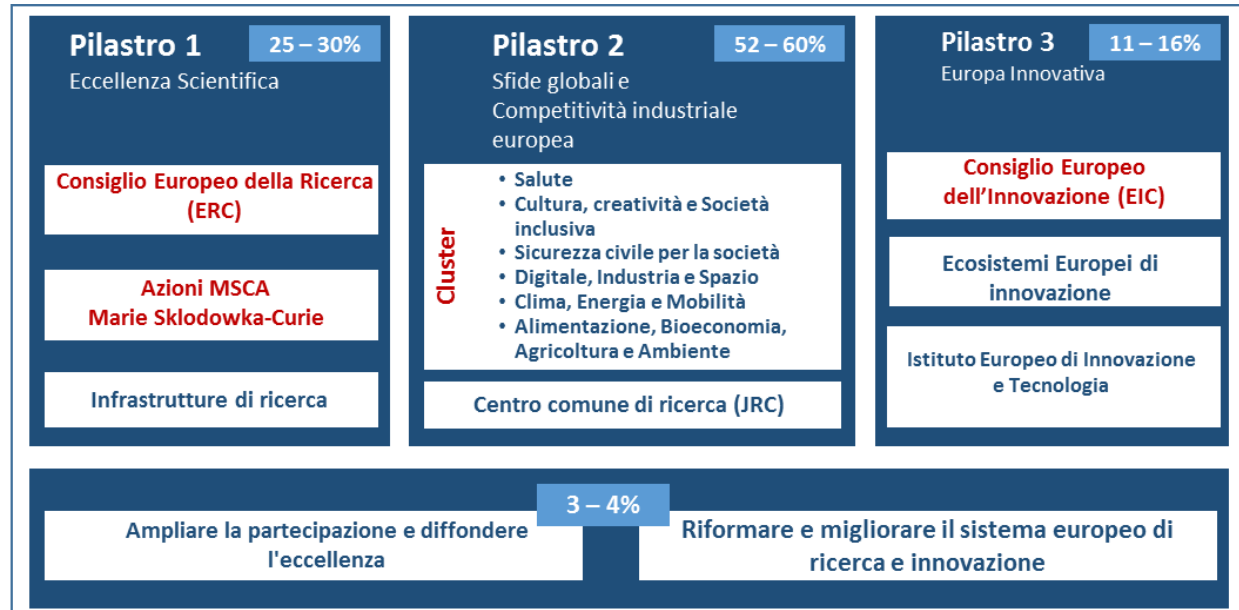 Pilastro 1
25 – 30%
Eccellenza Scientifica
Consiglio Europeo della Ricerca
(ERC)
Azioni MSCA
Marie Sklodowka-Curie
Infrastrutture di ricerca
Pilastro 2
52 – 60%
Sfide globali e
Competitività industriale
europea
Cluster
• Salute
• Cultura, creatività e Società
inclusiva
• Sicurezza civile per la società
• Digitale, Industria e Spazio
• Clima, Energia e Mobilità
• Alimentazione, Bioeconomia,
Agricoltura e Ambiente
Centro comune di ricerca (JRC)
Pilastro 3
11 – 16%
Europa Innovativa
Consiglio Europeo
dell’Innovazione (EIC)
Ecosistemi Europei di
innovazione
Istituto Europeo di Innovazione
e Tecnologia
3 – 4%
Ampliare la partecipazione e diffondere
l'eccellenza
Riformare e migliorare il sistema europeo di
ricerca e innovazione